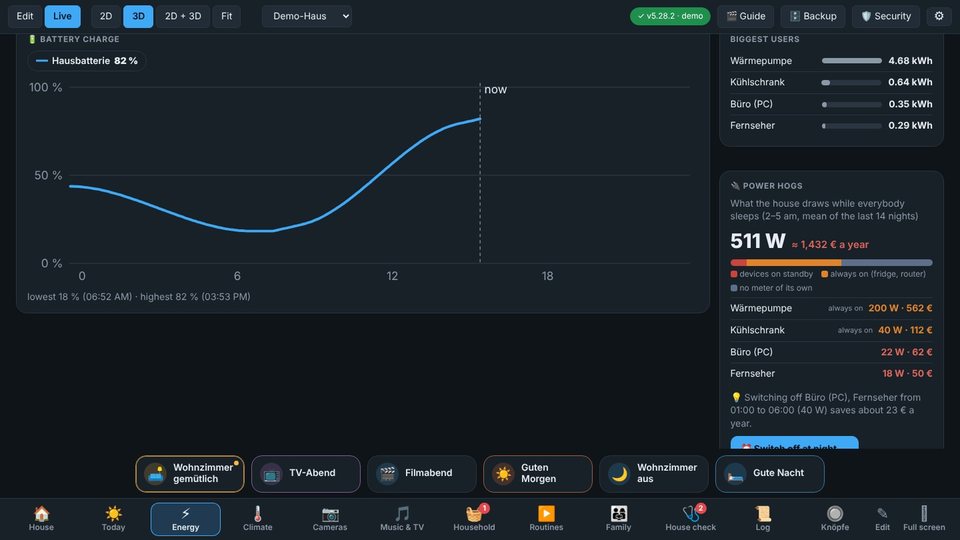 Edit Live 2D 3D 2D + 3D Fit Demo-Haus ✓ v5.28.2 · demo Guide Backup Security
BATTERY CHARGE
Hausbatterie 82 %
100 %
now
50 %
0 %
0 6 12 18
lowest 18 % (06:52 AM) · highest 82 % (03:53 PM)
BIGGEST USERS
Wärmepumpe 4.68 kWh
Kühlschrank 0.64 kWh
Büro (PC) 0.35 kWh
Fernseher 0.29 kWh
POWER HOGS
What the house draws while everybody
sleeps (2–5 am, mean of the last 14 nights)
511 W ≈ 1,432 € a year
devices on standby always on (fridge, router)
no meter of its own
Wärmepumpe always on 200 W · 562 €
Kühlschrank always on 40 W · 112 €
Büro (PC) 22 W · 62 €
Fernseher 18 W · 50 €
Switching off Büro (PC), Fernseher from
01:00 to 06:00 (40 W) saves about 23 € a
year.
Switch off at night
Wohnzimmer
gemütlich
TV-Abend
Filmabend
Guten
Morgen
Wohnzimmer
aus
Gute Nacht
House Today Energy Climate Cameras Music & TV Household 1 Routines Family House check 2 Log Knöpfe Edit Full screen